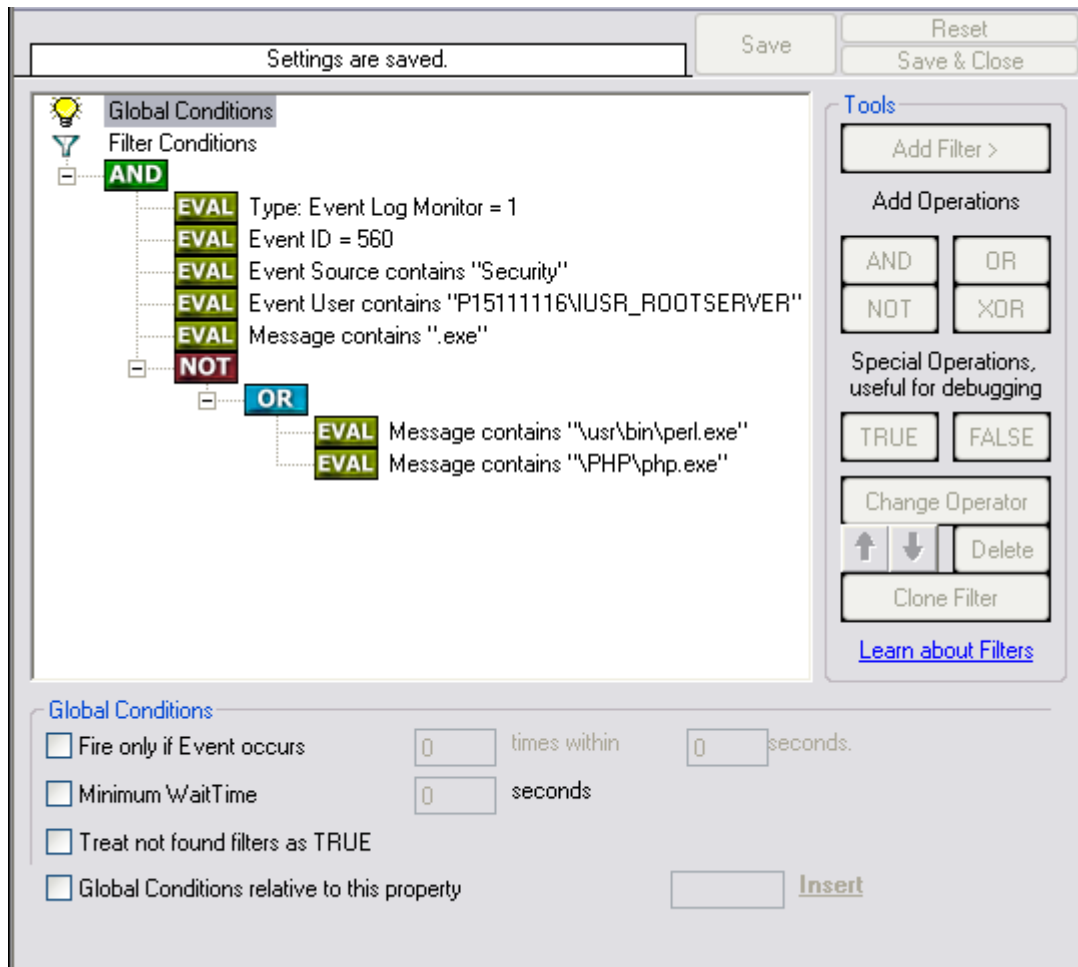 Settings are saved.
Save
Reset
Save & Close
Global Conditions
Filter Conditions
AND
EVAL Type: Event Log Monitor = 1
EVAL Event ID = 560
EVAL Event Source contains "Security"
EVAL Event User contains "P15111116\IUSR_ROOTSERVER"
EVAL Message contains ".exe"
NOT
OR
EVAL Message contains "\usr\bin\perl.exe"
EVAL Message contains "\PHP\php.exe"
Tools
Add Filter >
Add Operations
AND OR
NOT XOR
Special Operations,
useful for debugging
TRUE FALSE
Change Operator
Delete
Clone Filter
Learn about Filters
Global Conditions
Fire only if Event occurs 0 times within 0 seconds.
Minimum WaitTime 0 seconds
Treat not found filters as TRUE
Global Conditions relative to this property Insert